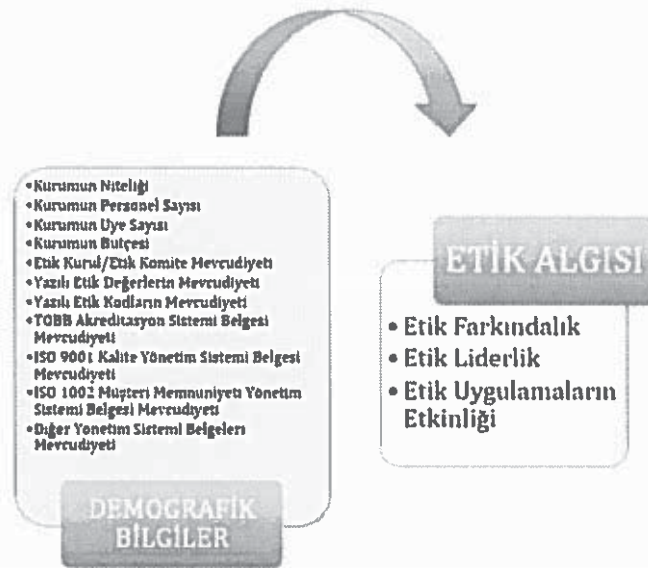 •Kurumun Niteliği
•Kurumun Personel Sayısı
•Kurumun Üye Sayısı
•Kurumun Bütçesi
•Etik Kurul/Etik Komite Mevcudiyeti
•Yazılı Etik Değerlerin Mevcudiyeti
•Yazılı Etik Kodların Mevcudiyeti
•TOBB Akreditasyon Sistemi Belgesi
Mevcudiyeti
•ISO 9001 Kalite Yönetim Sistemi Belgesi
Mevcudiyeti
•ISO 1002 Müşteri Memnuniyeti Yönetim
Sistemi Belgesi Mevcudiyeti
•Diğer Yönetim Sistemi Belgeleri
Mevcudiyeti
DEMOGRAFİK
BİLGİLER
ETİK ALGISI
• Etik Farkındalık
• Etik Liderlik
• Etik Uygulamaların
Etkinliği